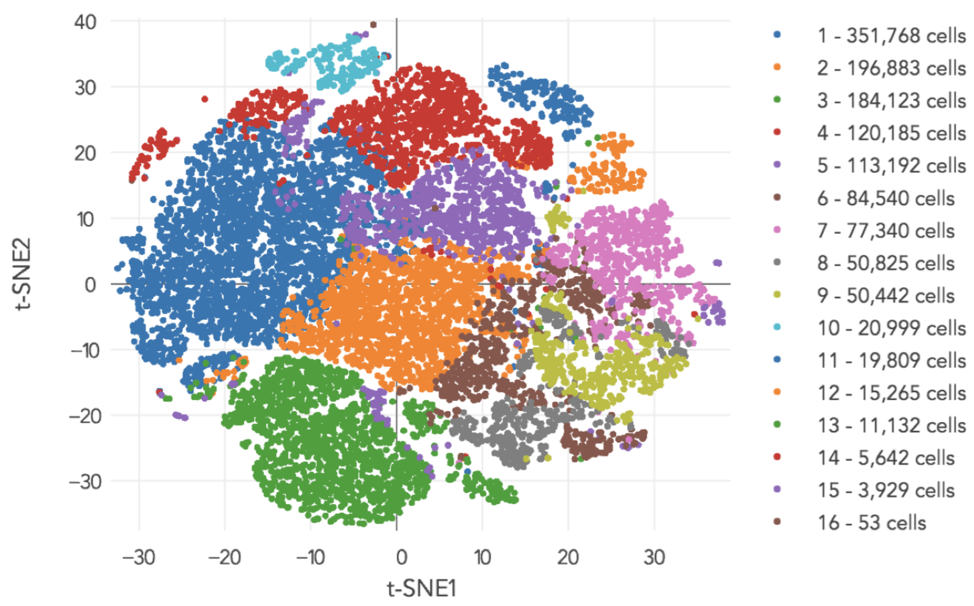 40
30
20
10
0
−10
−20
−30
t-SNE2
−30
−20
−10
0
10
20
30
t-SNE1
1 - 351,768 cells
2 - 196,883 cells
3 - 184,123 cells
4 - 120,185 cells
5 - 113,192 cells
6 - 84,540 cells
7 - 77,340 cells
8 - 50,825 cells
9 - 50,442 cells
10 - 20,999 cells
11 - 19,809 cells
12 - 15,265 cells
13 - 11,132 cells
14 - 5,642 cells
15 - 3,929 cells
16 - 53 cells